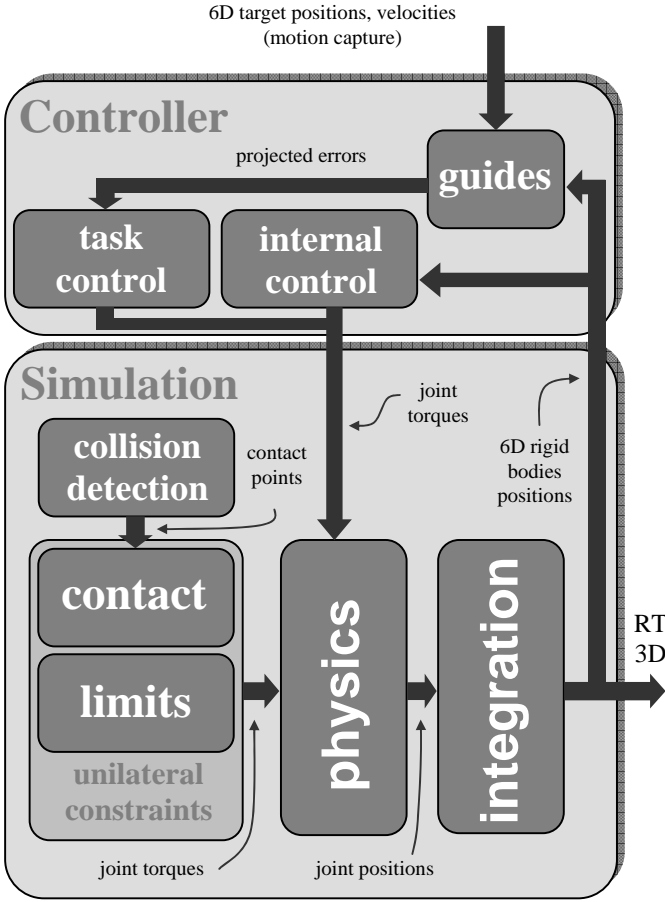 6D target positions, velocities
(motion capture)
Controller
projected errors
guides
task
control
internal
control
Simulation
joint
torques
collision
detection
contact
points
6D rigid
bodies
positions
contact
limits
unilateral
constraints
physics
integration
RT
3D
joint torques
joint positions